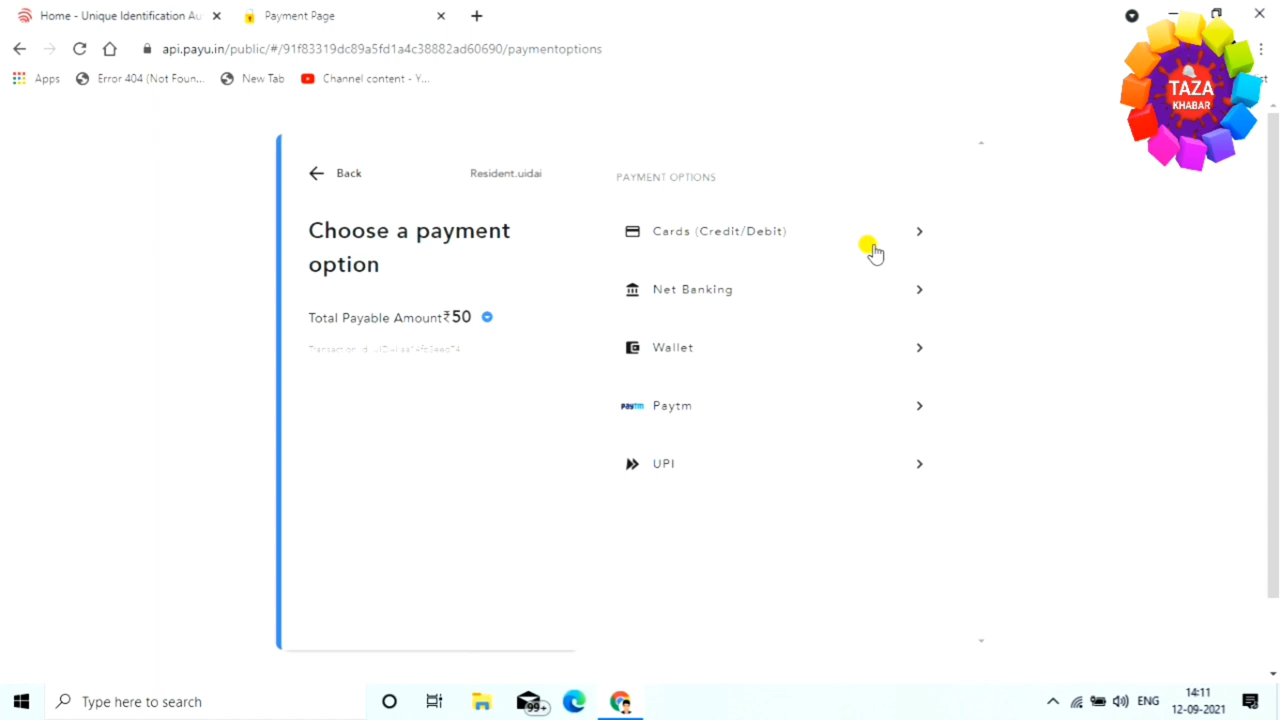 Home - Unique Identification Au
Payment Page
api.payu.in/public/#/91f83319dc89a5fd1a4c38882ad60690/paymentoptions
Apps
Error 404 (Not Foun...
New Tab
Channel content - Y...
TAZA
KHABAR
Back
Resident.uidai
PAYMENT OPTIONS
Choose a payment
option
Cards (Credit/Debit)
Net Banking
Total Payable Amount ₹50
Transaction id
Wallet
Paytm
Paytm
UPI
Type here to search
99+
ENG
14:11
12-09-2021